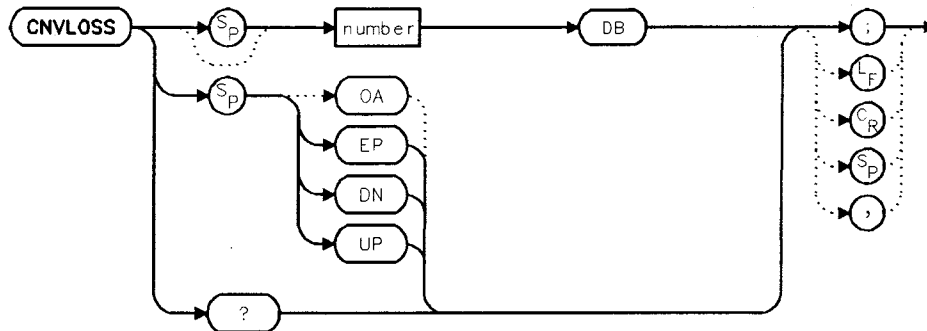 CNVLOSS SP number DB ;
SP OA LF
EP CR
DN SP
UP ,
?